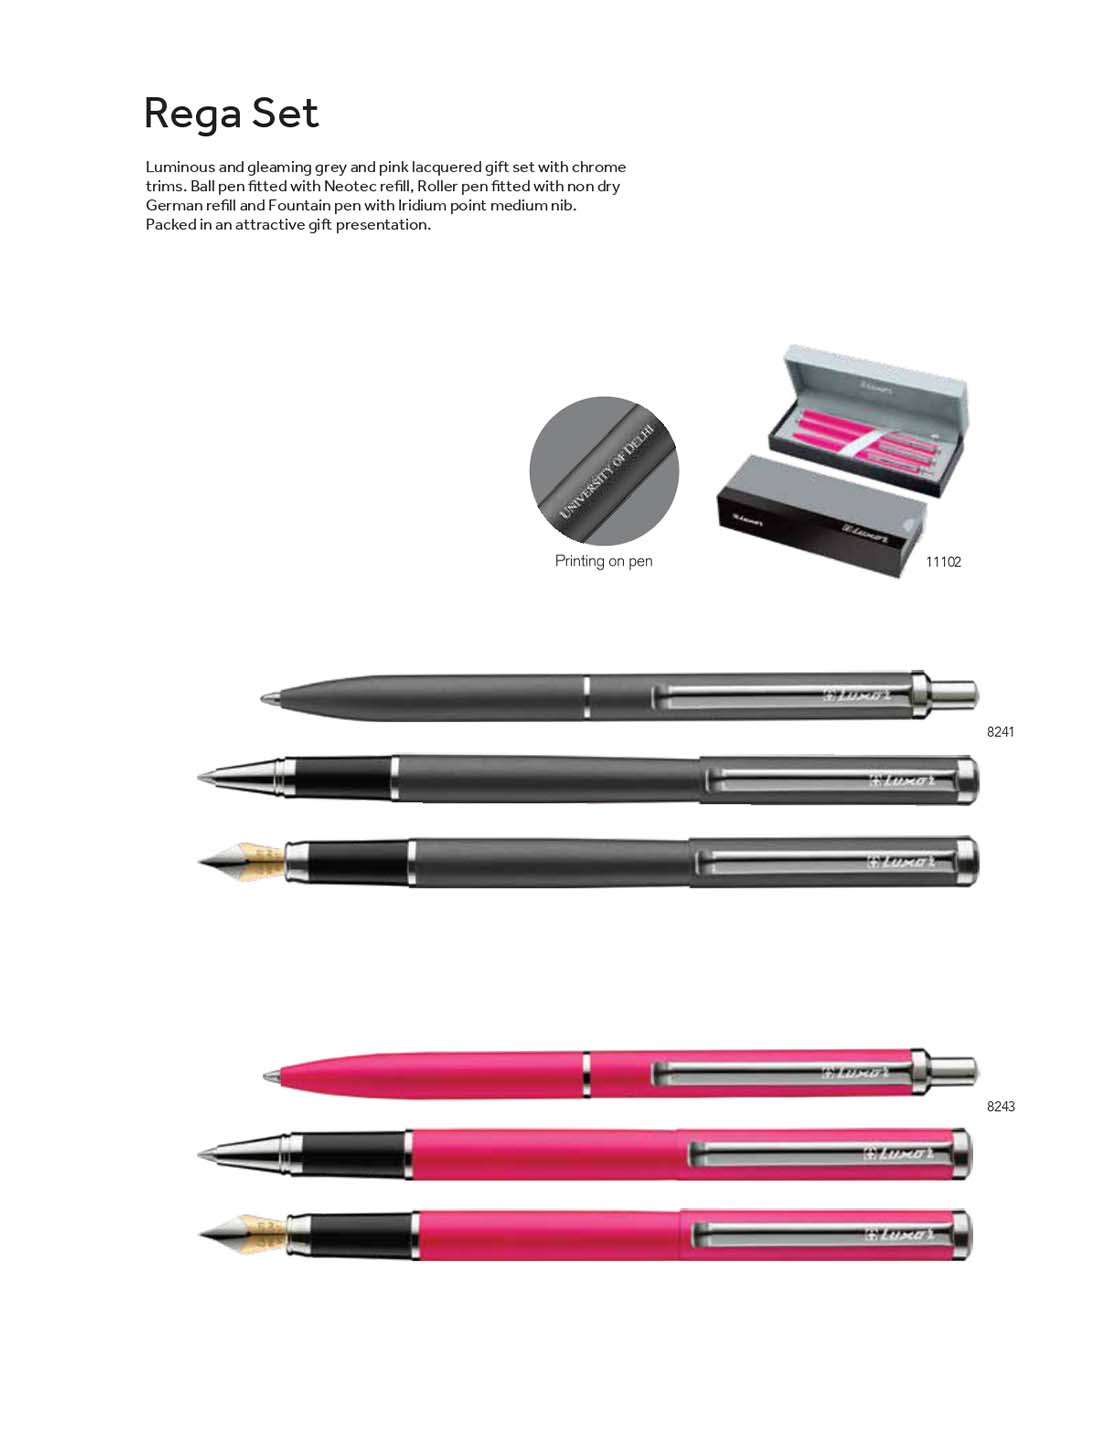 Rega Set
Luminous and gleaming grey and pink lacquered gift set with chrome
trims. Ball pen fitted with Neotec refill, Roller pen fitted with non dry
German refill and Fountain pen with Iridium point medium nib.
Packed in an attractive gift presentation.
Luxor
UNIVERSITY OF DELHI
Luxor
Luxor
Printing on pen
11102
Luxor
8241
Luxor
Luxor
Luxor
8243
Luxor
Luxor